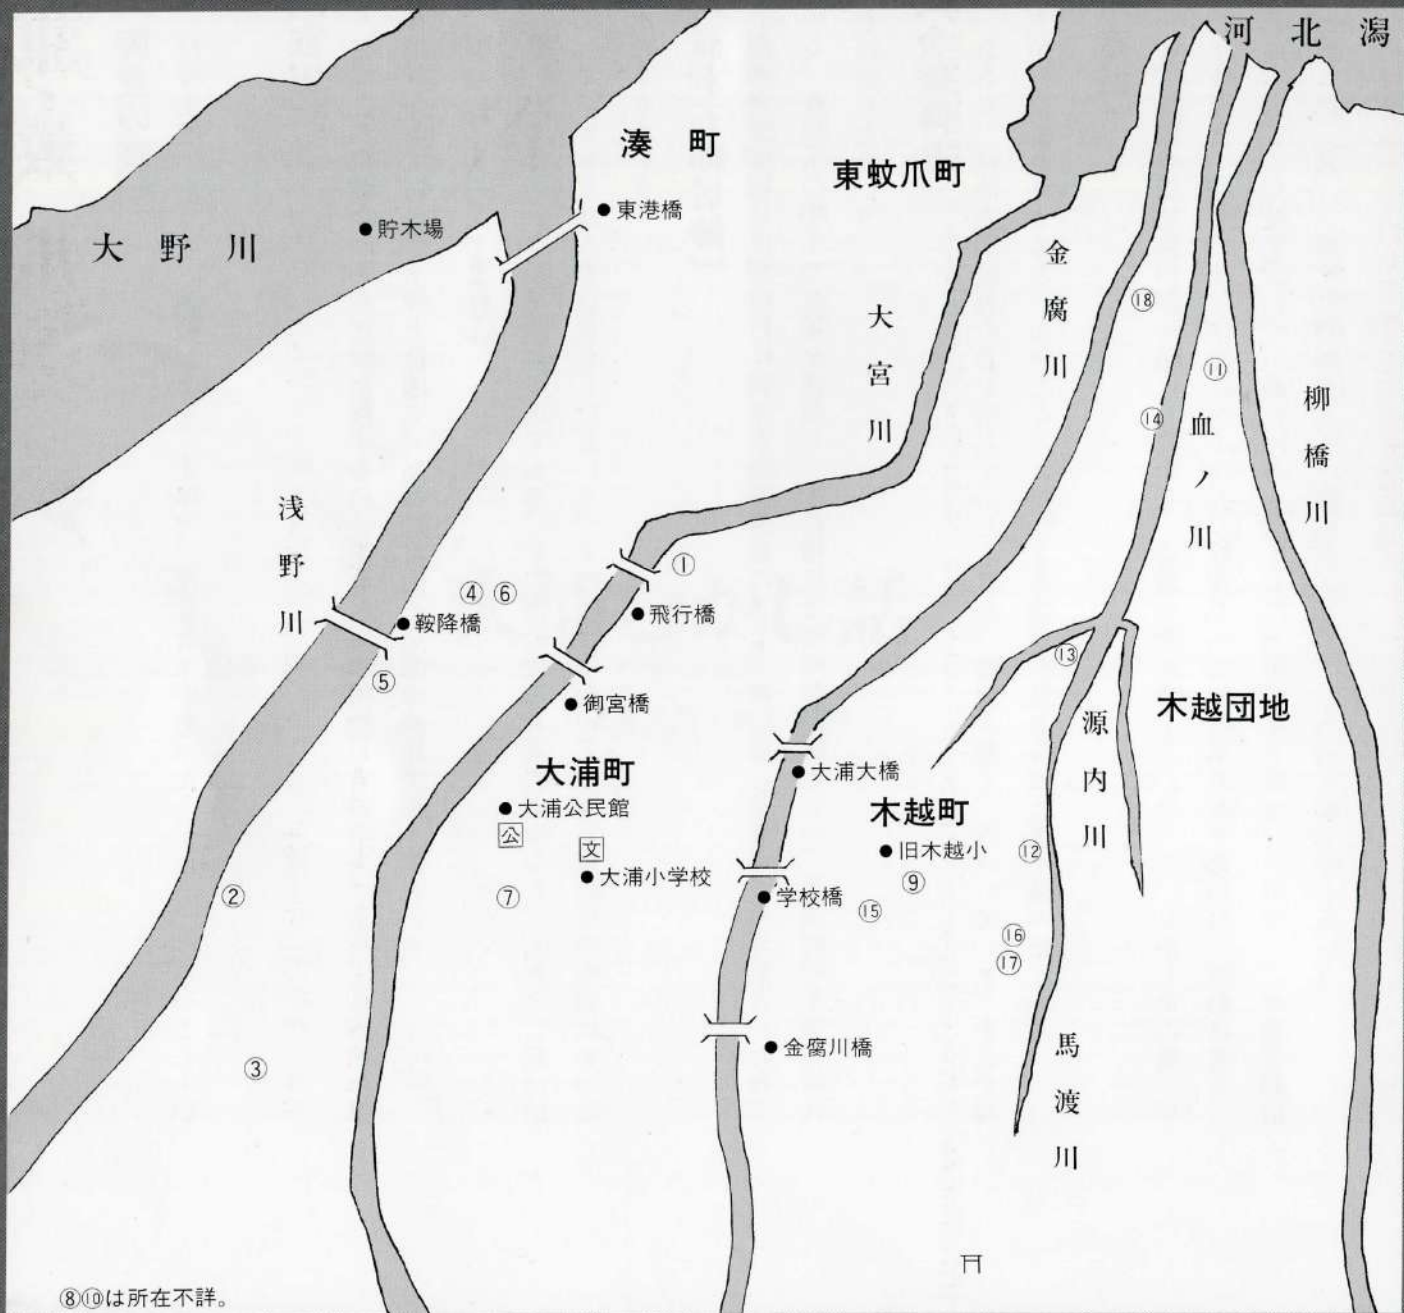 河北潟
湊町
東蚊爪町
東港橋
貯木場
大野川
金腐川
大宮川
⑱
⑪
⑭
血ノ川
柳橋川
浅野川
①
④⑥
飛行橋
鞍降橋
⑬
⑤
御宮橋
木越団地
源内川
大浦町
大浦大橋
大浦公民館
公
木越町
文
旧木越小
⑫
大浦小学校
⑨
②
⑦
学校橋
⑮
⑯
⑰
金腐川橋
馬渡川
③
⑧⑩は所在不詳。